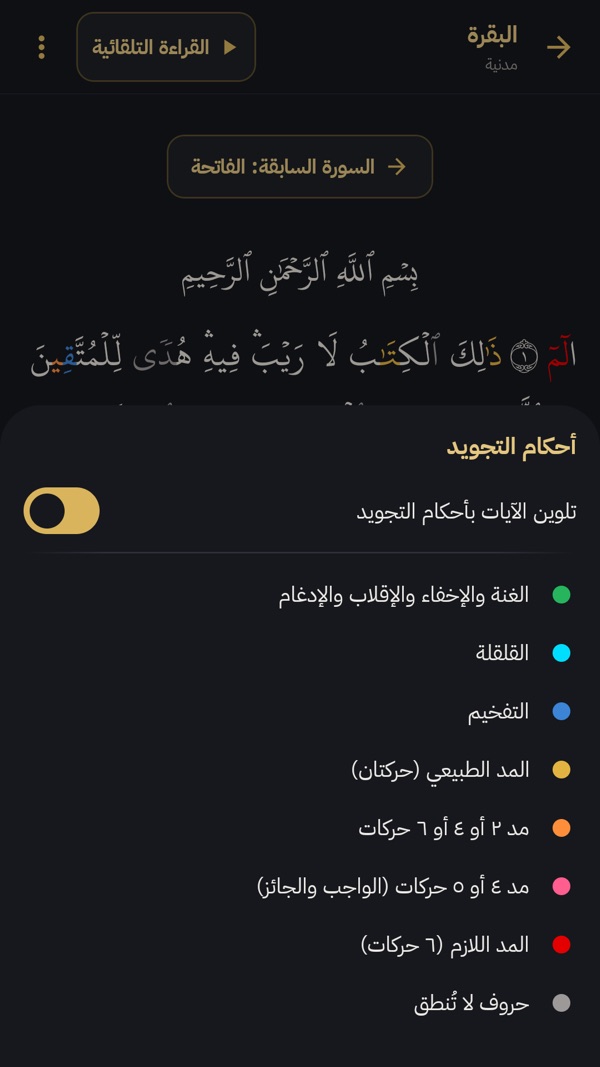 البقرة
مدنية
القراءة التلقائية
السورة السابقة: الفاتحة
بِسْمِ ٱللَّهِ ٱلرَّحْمَٰنِ ٱلرَّحِيمِ
الٓمٓ ١ ذَٰلِكَ ٱلْكِتَٰبُ لَا رَيْبَ ۛ فِيهِ ۛ هُدًى لِّلْمُتَّقِينَ
أحكام التجويد
تلوين الآيات بأحكام التجويد
الغنة والإخفاء والإقلاب والإدغام
القلقلة
التفخيم
المد الطبيعي (حركتان)
مد ٢ أو ٤ أو ٦ حركات
مد ٤ أو ٥ حركات (الواجب والجائز)
المد اللازم (٦ حركات)
حروف لا تُنطق